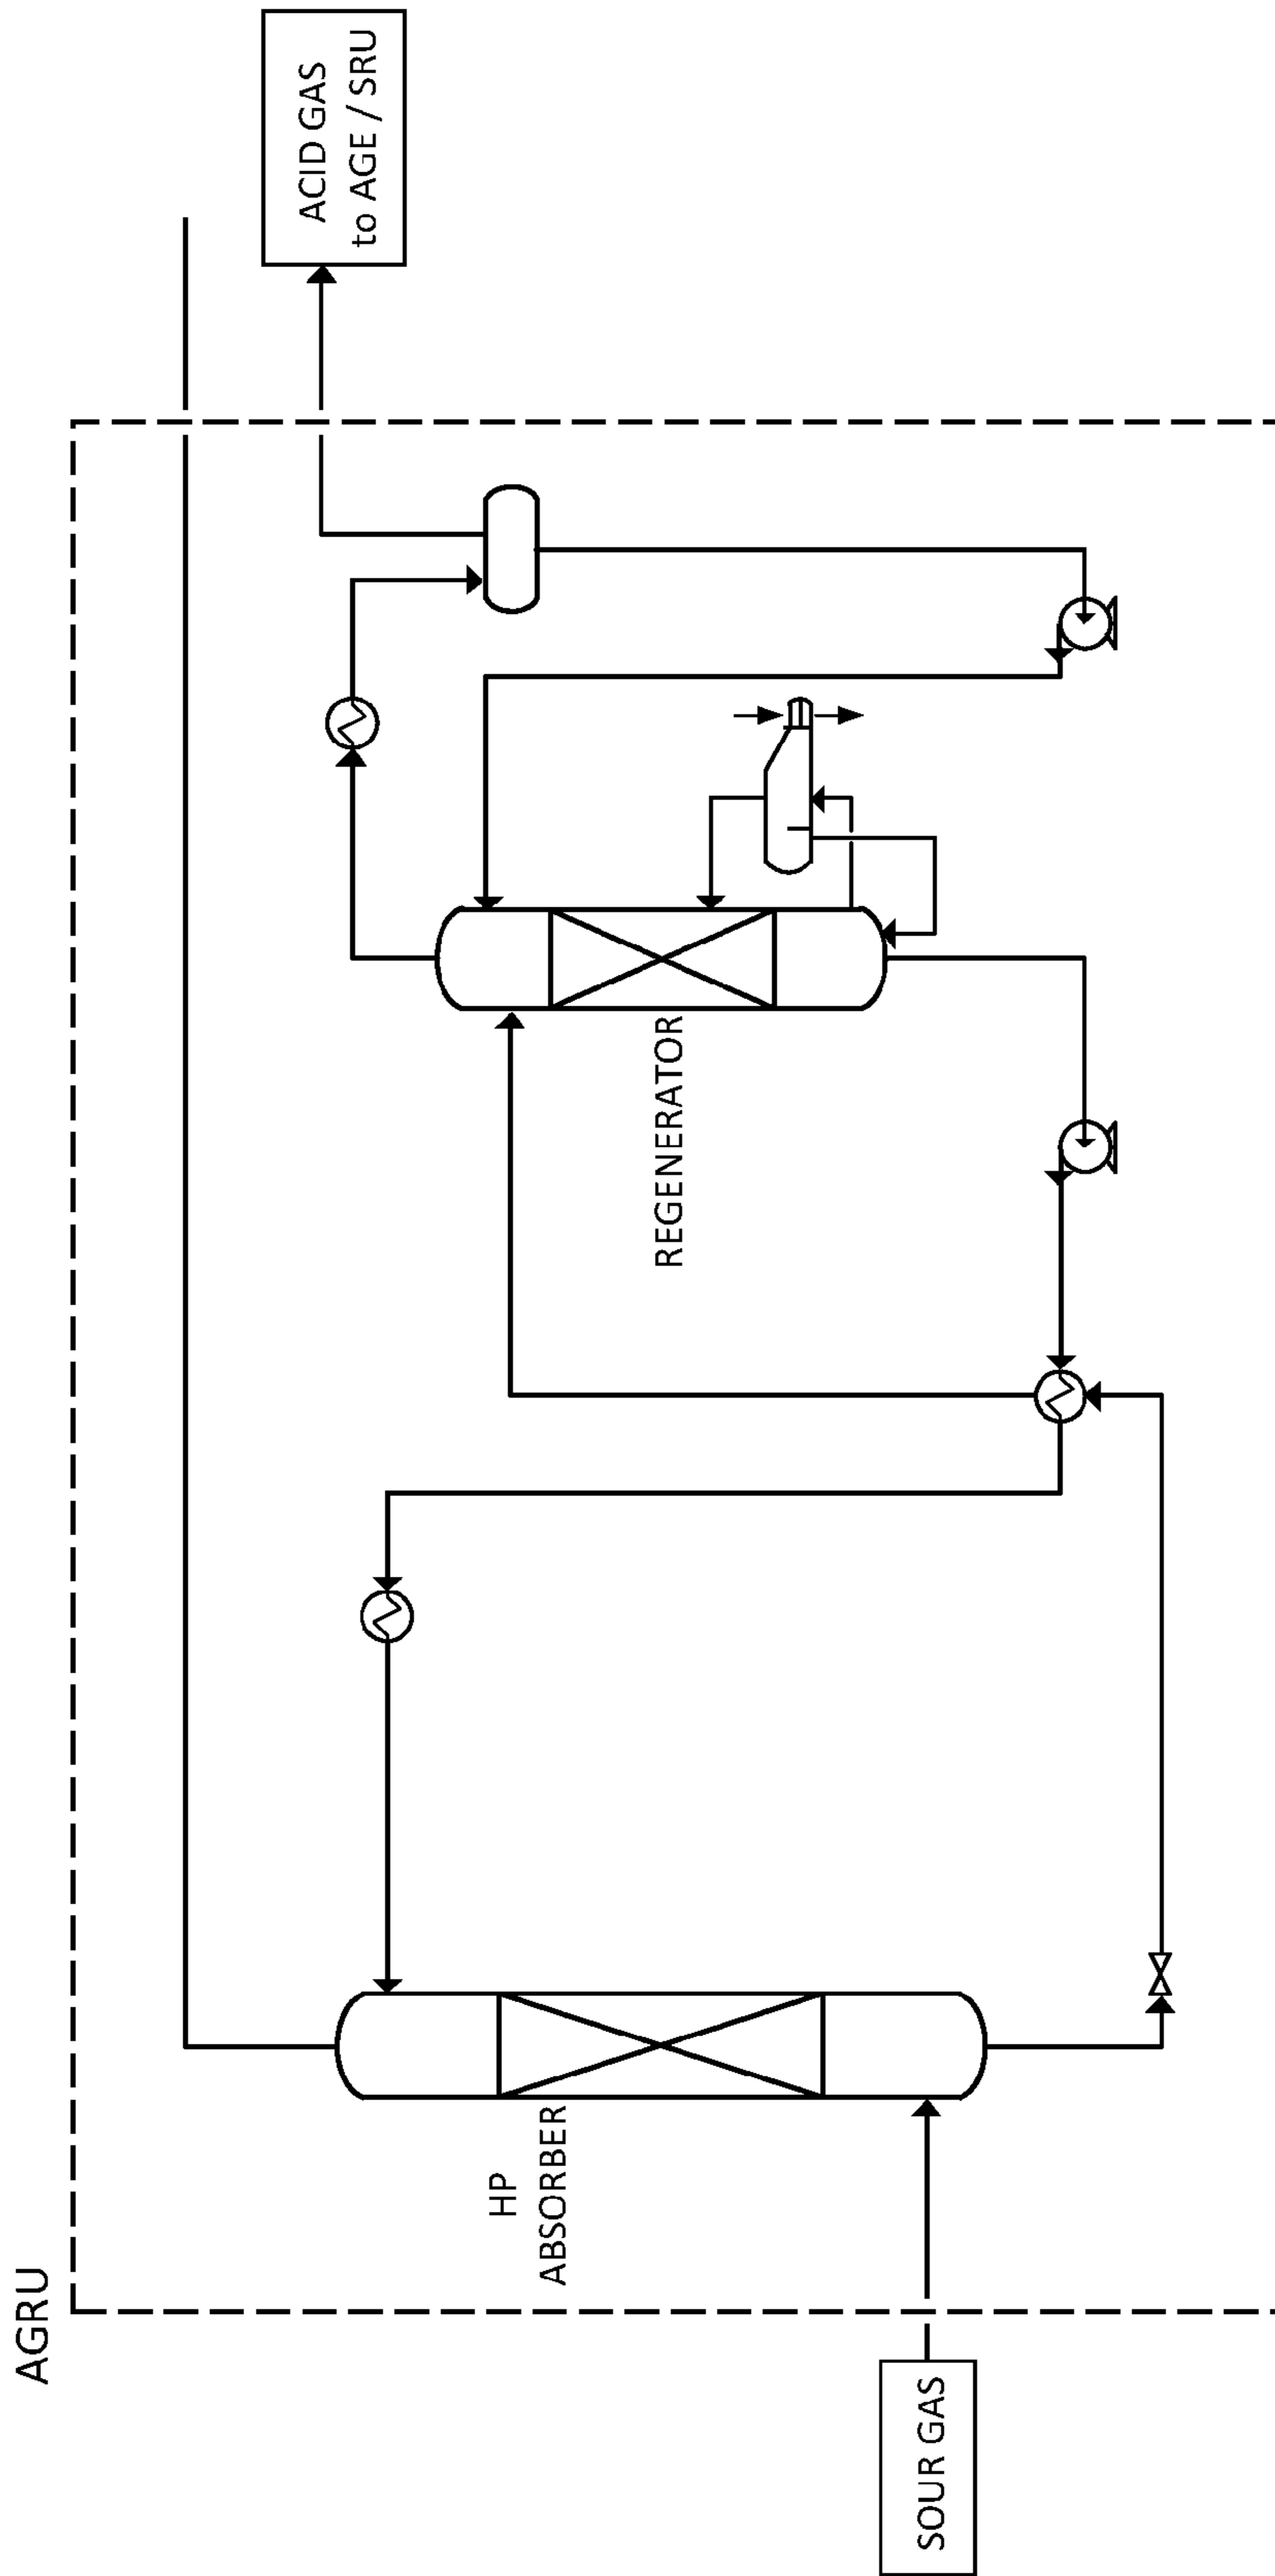 AGRU
ACID GAS
to AGE / SRU
REGENERATOR
HP
ABSORBER
SOUR GAS